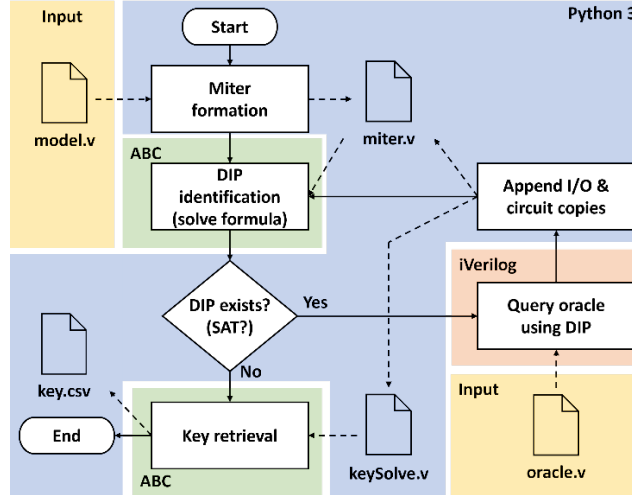 Input
Python 3
Start
Miter
formation
model.v
miter.v
ABC
DIP
identification
(solve formula)
Append I/O &
circuit copies
iVerilog
DIP exists?
(SAT?)
Yes
Query oracle
using DIP
No
key.csv
Input
End
Key retrieval
ABC
keySolve.v
oracle.v